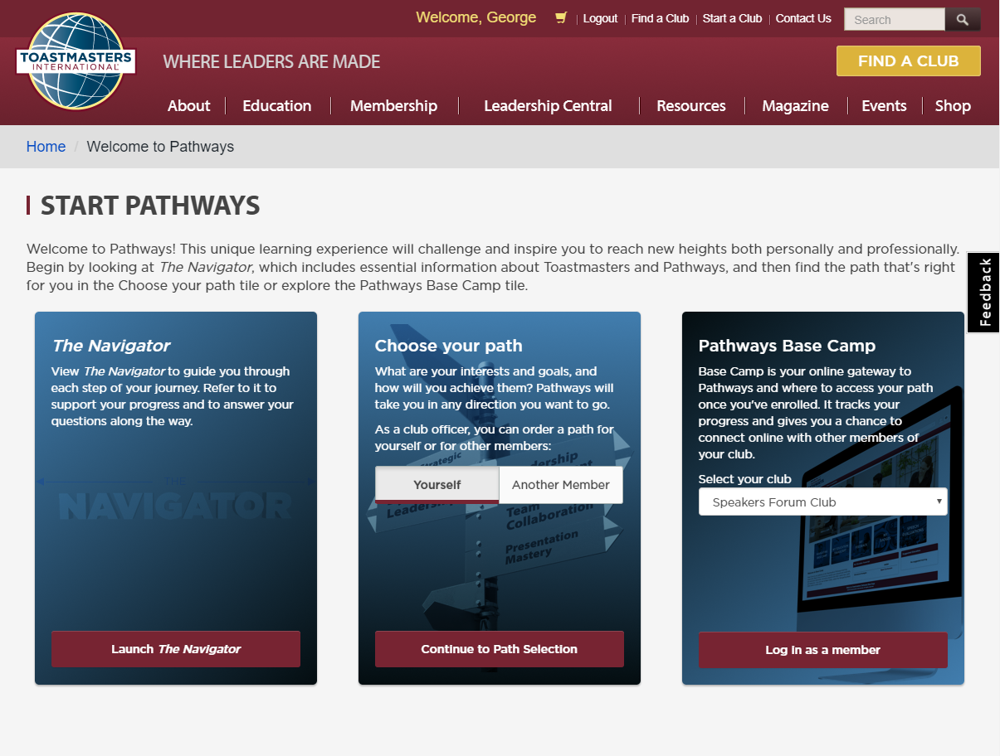 Welcome, George
Logout
Find a Club
Start a Club
Contact Us
Search
TOASTMASTERS
INTERNATIONAL
WHERE LEADERS ARE MADE
FIND A CLUB
About
Education
Membership
Leadership Central
Resources
Magazine
Events
Shop
Home / Welcome to Pathways
START PATHWAYS
Welcome to Pathways! This unique learning experience will challenge and inspire you to reach new heights both personally and professionally.
Begin by looking at The Navigator, which includes essential information about Toastmasters and Pathways, and then find the path that's right
for you in the Choose your path tile or explore the Pathways Base Camp tile.
Feedback
The Navigator
View The Navigator to guide you through
each step of your journey. Refer to it to
support your progress and to answer your
questions along the way.
THE
NAVIGATOR
Launch The Navigator
Choose your path
What are your interests and goals, and
how will you achieve them? Pathways will
take you in any direction you want to go.
As a club officer, you can order a path for
yourself or for other members:
Strategic
Yourself
Another Member
Team
Collaboration
Presentation
Mastery
Continue to Path Selection
Pathways Base Camp
Base Camp is your online gateway to
Pathways and where to access your path
once you've enrolled. It tracks your
progress and gives you a chance to
connect online with other members of
your club.
Select your club
Speakers Forum Club
Log in as a member